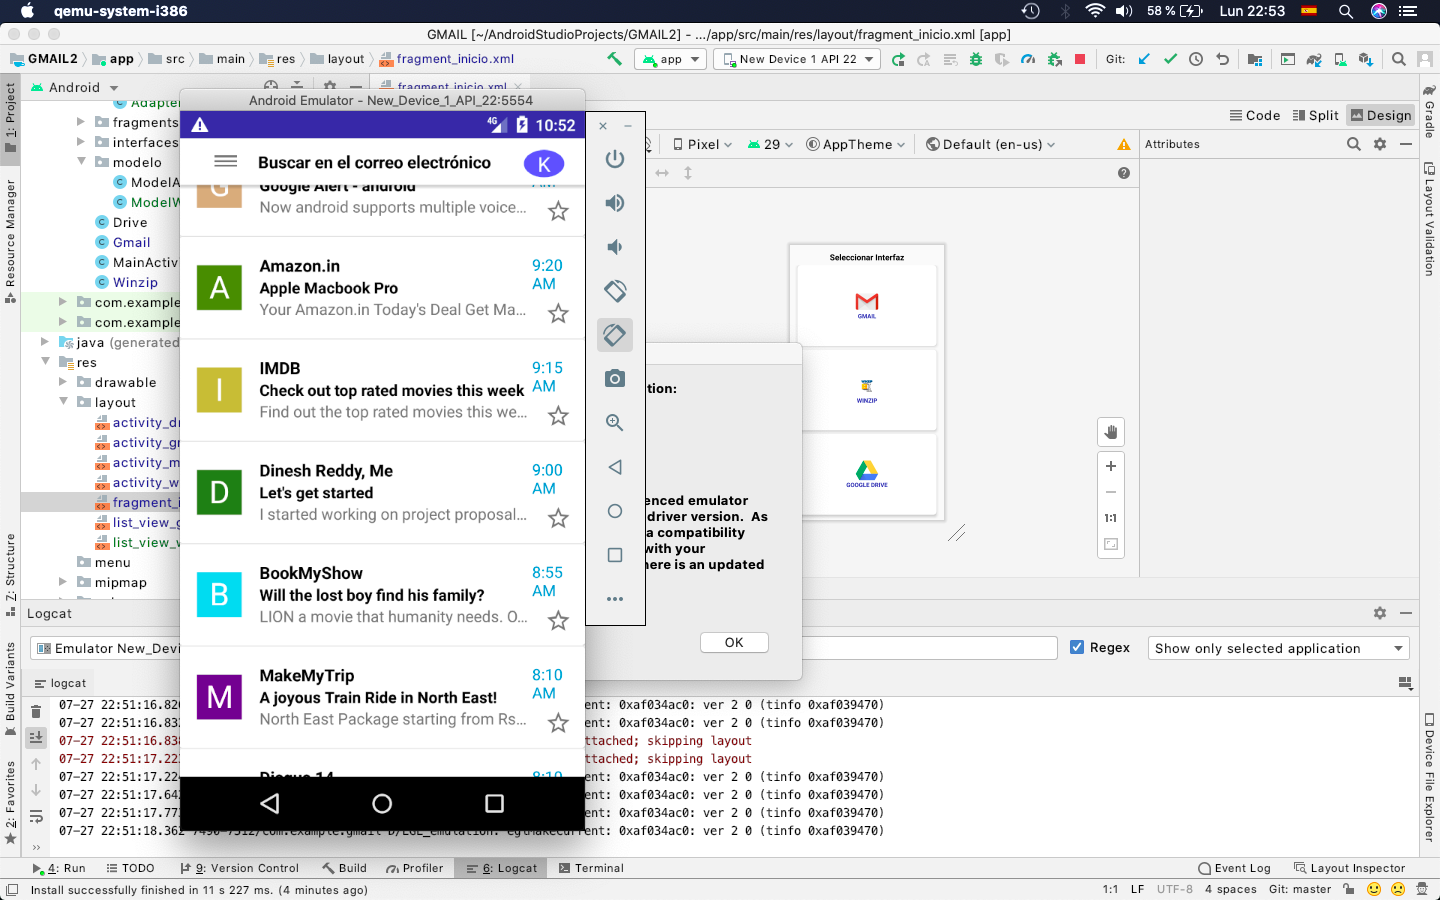 qemu-system-i386
58 %
Lun 22:53
GMAIL [~/AndroidStudioProjects/GMAIL2] - .../app/src/main/res/layout/fragment_inicio.xml [app]
GMAIL2
app
src
main
res
layout
fragment_inicio.xml
app
New Device 1 API 22
Git:
Android
fragment_inicio.xml
Android Emulator - New_Device_1_API_22:5554
Code
Split
Design
Pixel
29
AppTheme
Default (en-us)
Attributes
1: Project
Resource Manager
7: Structure
Build Variants
2: Favorites
Gradle
Layout Validation
Device File Explorer
Adapter
fragments
interfaces
modelo
ModelA
ModelW
Drive
Gmail
MainActiv
Winzip
com.example
com.example
java (generated
res
drawable
layout
activity_dr
activity_gr
activity_m
activity_w
fragment_i
list_view_g
list_view_w
menu
mipmap
4G
10:52
Buscar en el correo electrónico
K
G
Google Alert - android
AM
Now android supports multiple voice...
A
Amazon.in
9:20 AM
Apple Macbook Pro
Your Amazon.in Today's Deal Get Ma...
I
IMDB
9:15 AM
Check out top rated movies this week
Find out the top rated movies this we...
D
Dinesh Reddy, Me
9:00 AM
Let's get started
I started working on project proposal...
B
BookMyShow
8:55 AM
Will the lost boy find his family?
LION a movie that humanity needs. O...
M
MakeMyTrip
8:10 AM
A joyous Train Ride in North East!
North East Package starting from Rs...
8:10
tion:
enced emulator
driver version.  As
a compatibility
with your
here is an updated
OK
Seleccionar Interfaz
GMAIL
WINZIP
GOOGLE DRIVE
1:1
Logcat
Emulator New_Devi
Regex
Show only selected application
logcat
07-27 22:51:16.820
ent: 0xaf034ac0: ver 2 0 (tinfo 0xaf039470)
07-27 22:51:16.832
ent: 0xaf034ac0: ver 2 0 (tinfo 0xaf039470)
07-27 22:51:16.838
ttached; skipping layout
07-27 22:51:17.22
ttached; skipping layout
07-27 22:51:17.22
ent: 0xaf034ac0: ver 2 0 (tinfo 0xaf039470)
07-27 22:51:17.64
ent: 0xaf034ac0: ver 2 0 (tinfo 0xaf039470)
07-27 22:51:17.77
ent: 0xaf034ac0: ver 2 0 (tinfo 0xaf039470)
07-27 22:51:18.362 7490-7512/com.example.gmail D/EGL_emulation: eglMakeCurrent: 0xaf034ac0: ver 2 0 (tinfo 0xaf039470)
4: Run
TODO
9: Version Control
Build
Profiler
6: Logcat
Terminal
Event Log
Layout Inspector
Install successfully finished in 11 s 227 ms. (4 minutes ago)
1:1
LF
UTF-8
4 spaces
Git: master